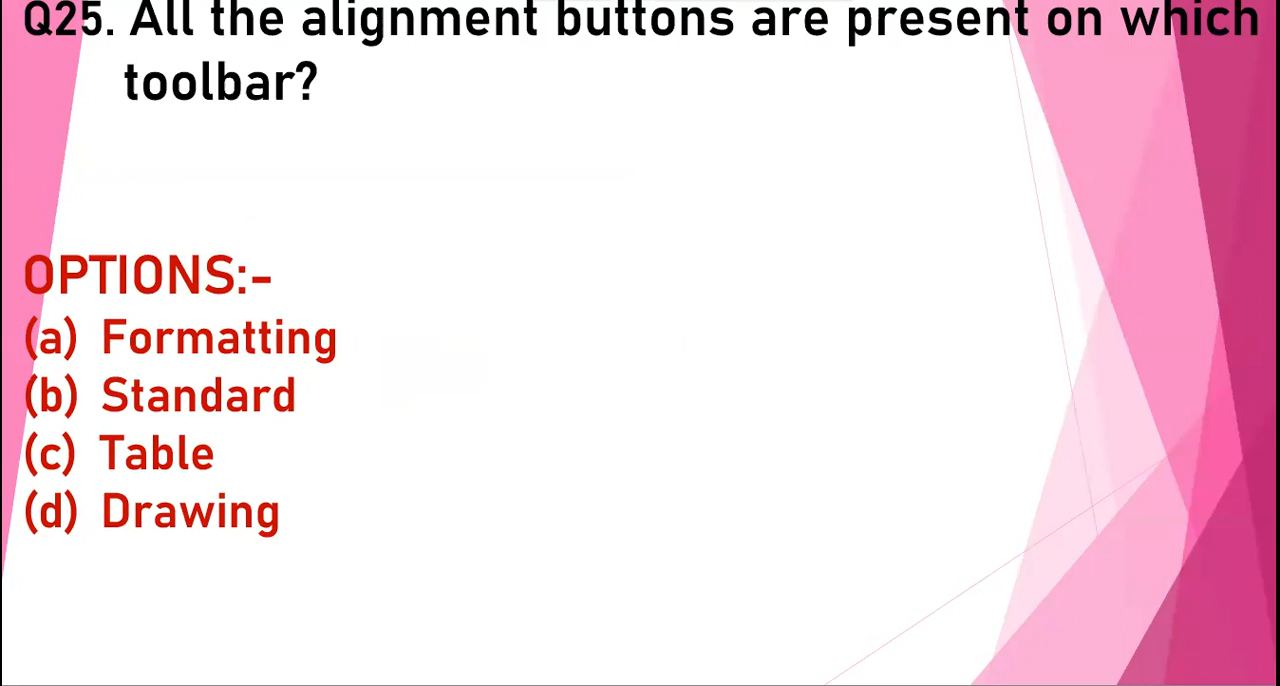 Q25. All the alignment buttons are present on which
toolbar?
OPTIONS:-
(a) Formatting
(b) Standard
(c) Table
(d) Drawing